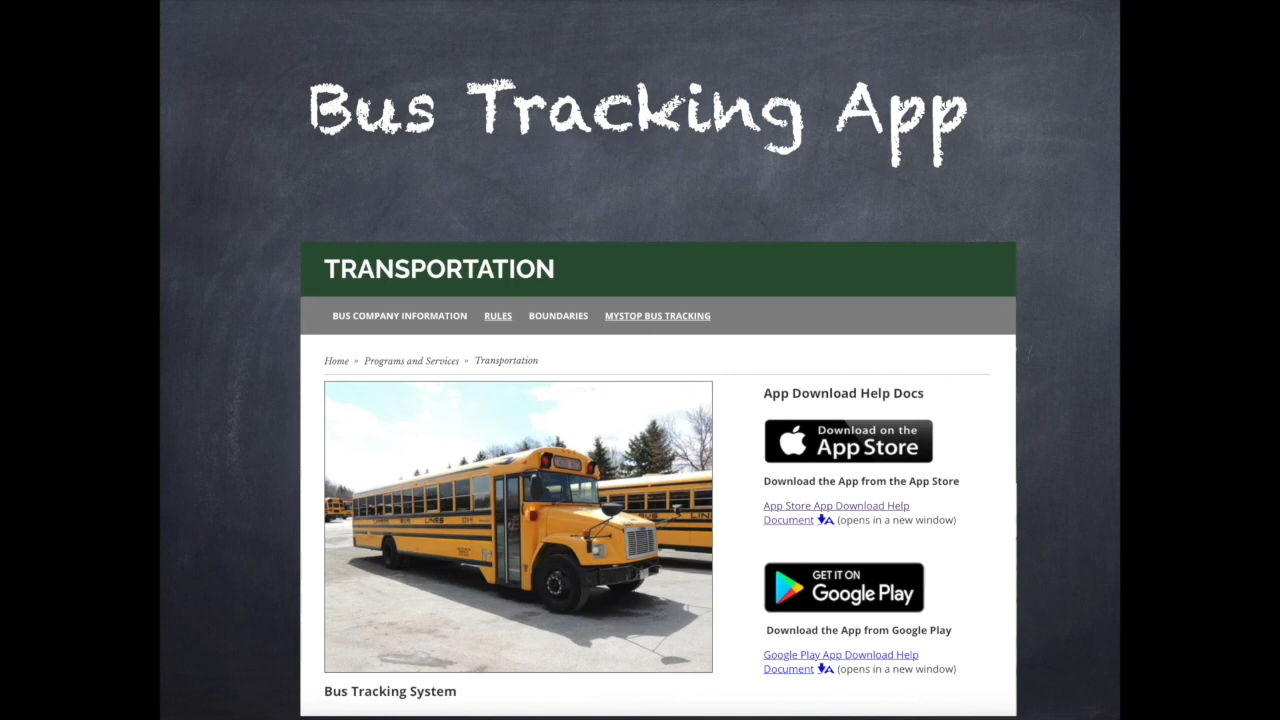 Bus Tracking App
TRANSPORTATION
BUS COMPANY INFORMATION RULES BOUNDARIES MYSTOP BUS TRACKING
Home » Programs and Services » Transportation
App Download Help Docs
Download on the
App Store
Download the App from the App Store
App Store App Download Help
Document (opens in a new window)
GET IT ON
Google Play
Download the App from Google Play
Google Play App Download Help
Document (opens in a new window)
Bus Tracking System